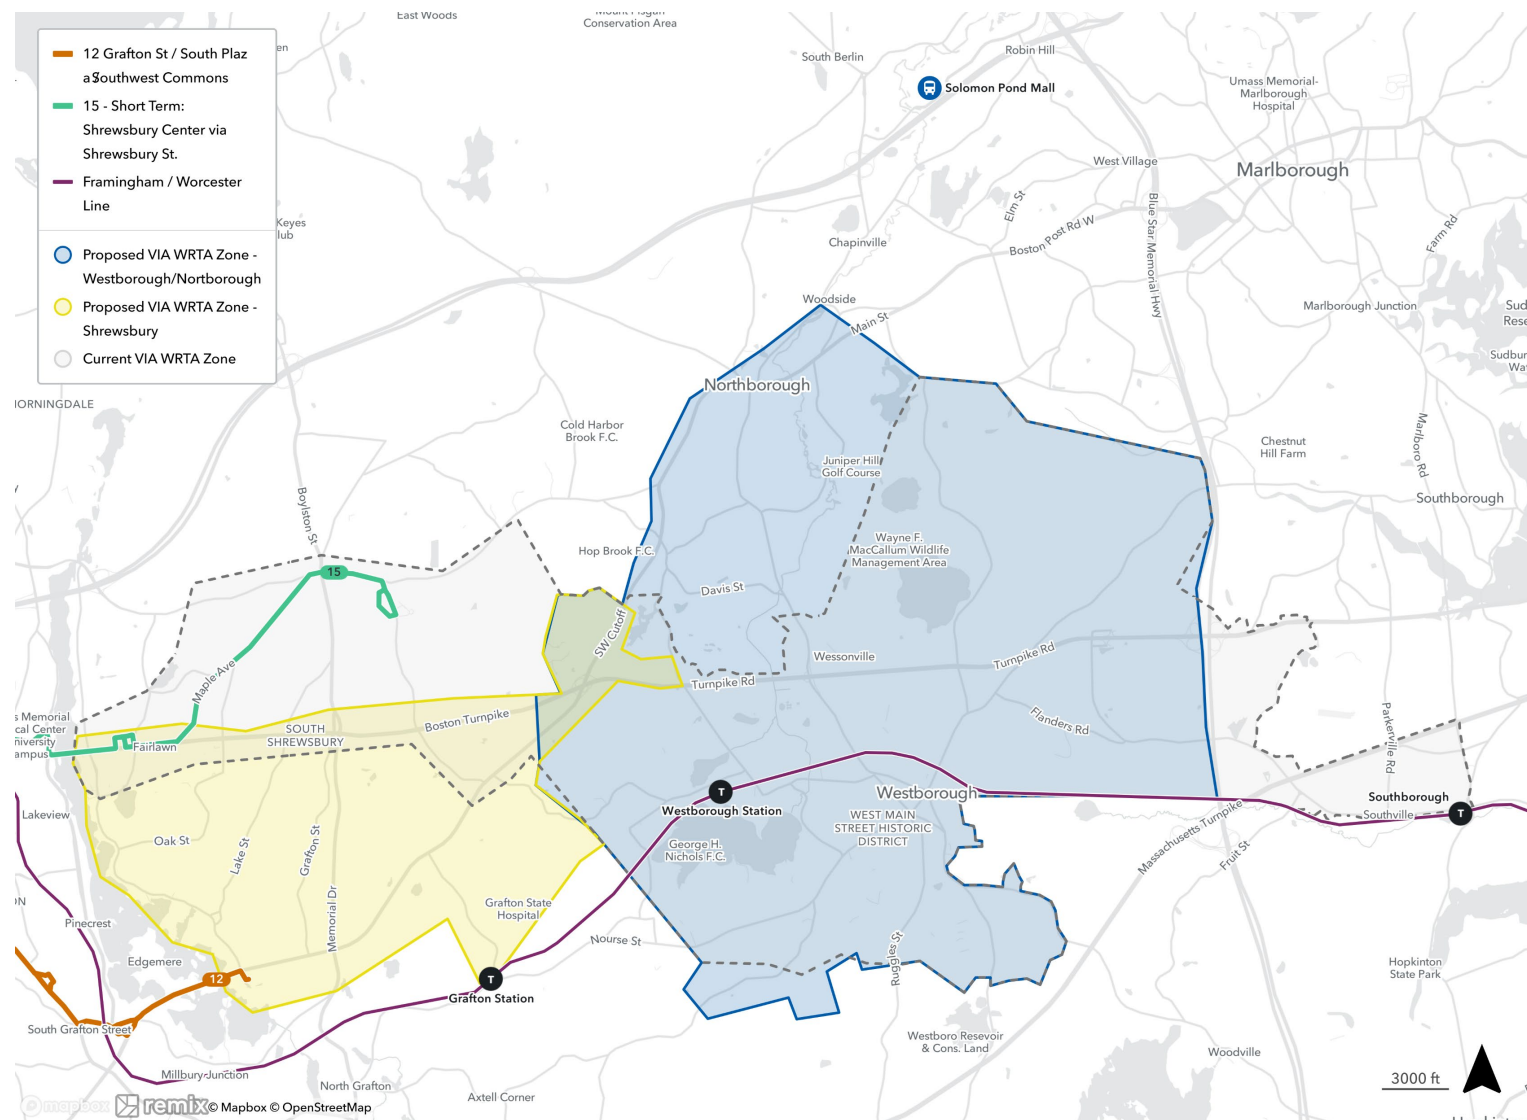 12 Grafton St / South Plaz
a Southwest Commons
15 - Short Term:
Shrewsbury Center via
Shrewsbury St.
Framingham / Worcester
Line
Proposed VIA WRTA Zone -
Westborough/Nortborough
Proposed VIA WRTA Zone -
Shrewsbury
Current VIA WRTA Zone
East Woods
Conservation Area
South Berlin
Robin Hill
Solomon Pond Mall
Umass Memorial-
Marlborough
Hospital
West Village
Marlborough
Keyes
lub
Elm St
Blue Star Memorial Hwy
Farm Rd
Chapinville
Boston Post Rd W
Woodside
Main St
Marlborough Junction
Sud
Rese
Sudbur
Wat
Northborough
ORNINGDALE
Cold Harbor
Brook F.C.
Juniper Hill
Golf Course
Chestnut
Hill Farm
Marlboro Rd
Southborough
Boylston St
Hop Brook F.C.
Wayne F.
MacCallum Wildlife
Management Area
15
Davis St
SW Cutoff
Wessonville
Turnpike Rd
Turnpike Rd
Maple Ave
s Memorial
cal Center
niversity
ampus
Fairlawn
SOUTH
SHREWSBURY
Boston Turnpike
Flanders Rd
Parkerville Rd
T
Westborough Station
Westborough
Southborough
T
Southville
Lakeview
Oak St
Lake St
Grafton St
George H.
Nichols F.C.
WEST MAIN
STREET HISTORIC
DISTRICT
Massachusetts Turnpike
Fruit St
ON
Pinecrest
Memorial Dr
Grafton State
Hospital
Nourse St
Ruggles St
Edgemere
12
T
Grafton Station
Hopkinton
State Park
South Grafton Street
Westboro Resevoir
& Cons. Land
Woodville
Millbury Junction
North Grafton
Axtell Corner
3000 ft
mapbox remix © Mapbox © OpenStreetMap